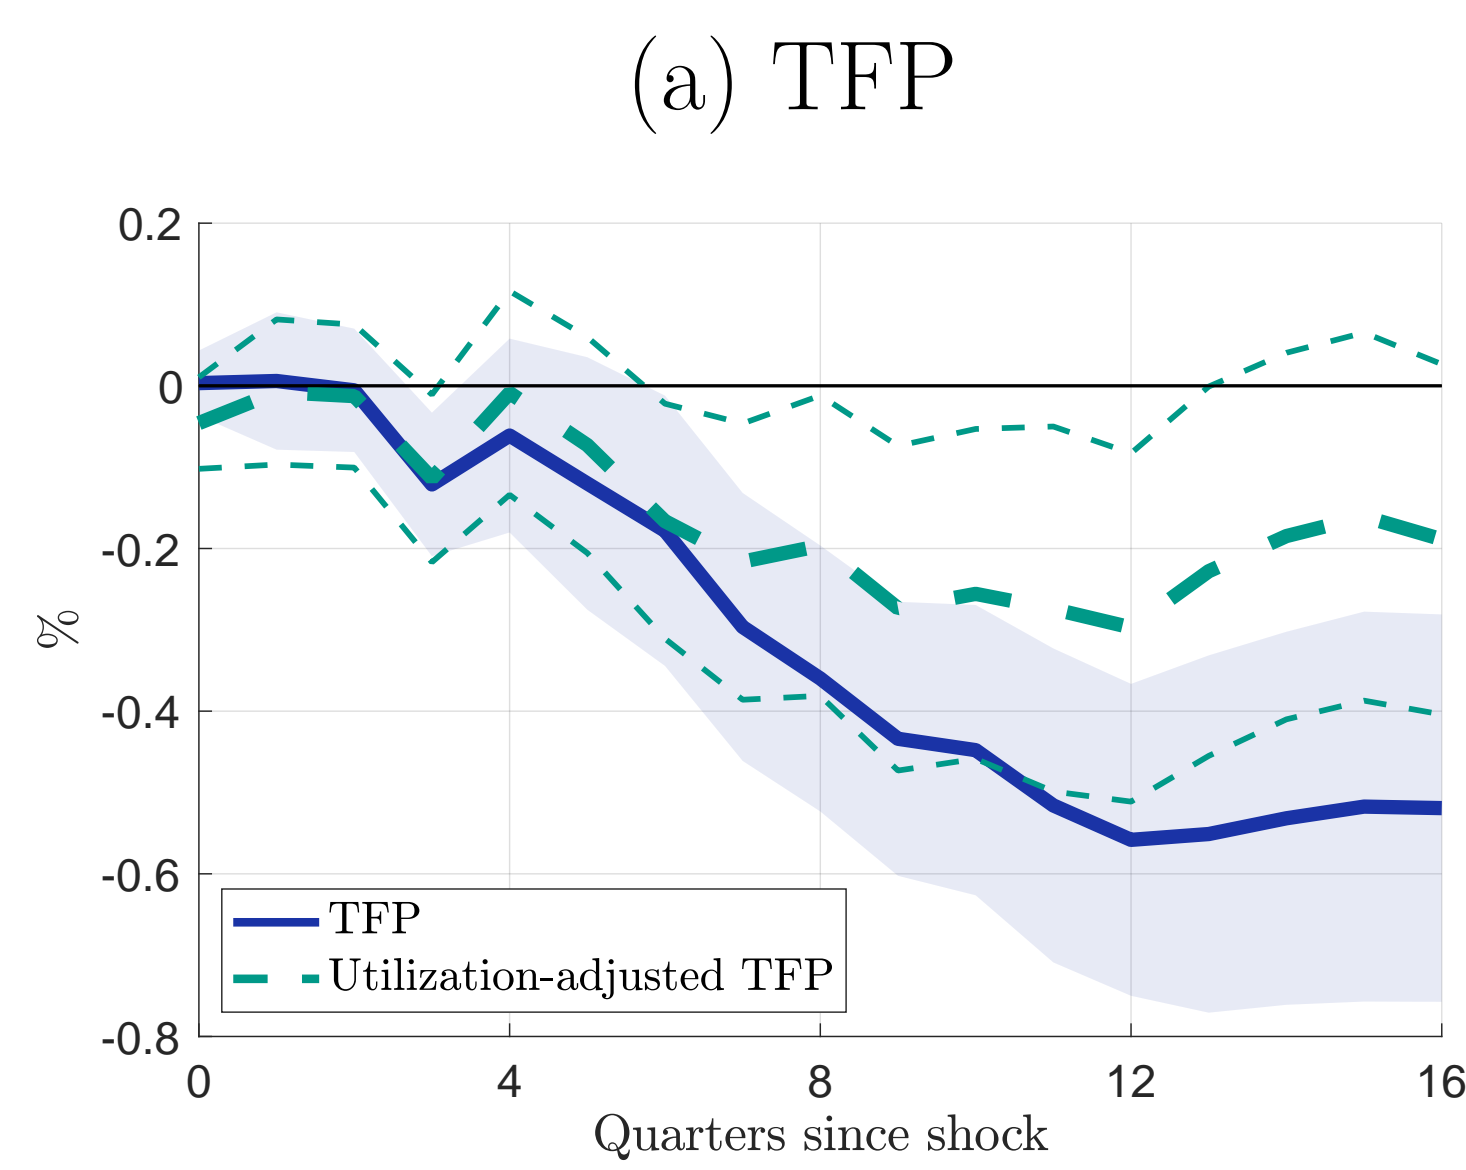 (a) TFP
0.2
0
-0.2
-0.4
-0.6
-0.8
%
TFP
Utilization-adjusted TFP
0 4 8 12 16
Quarters since shock